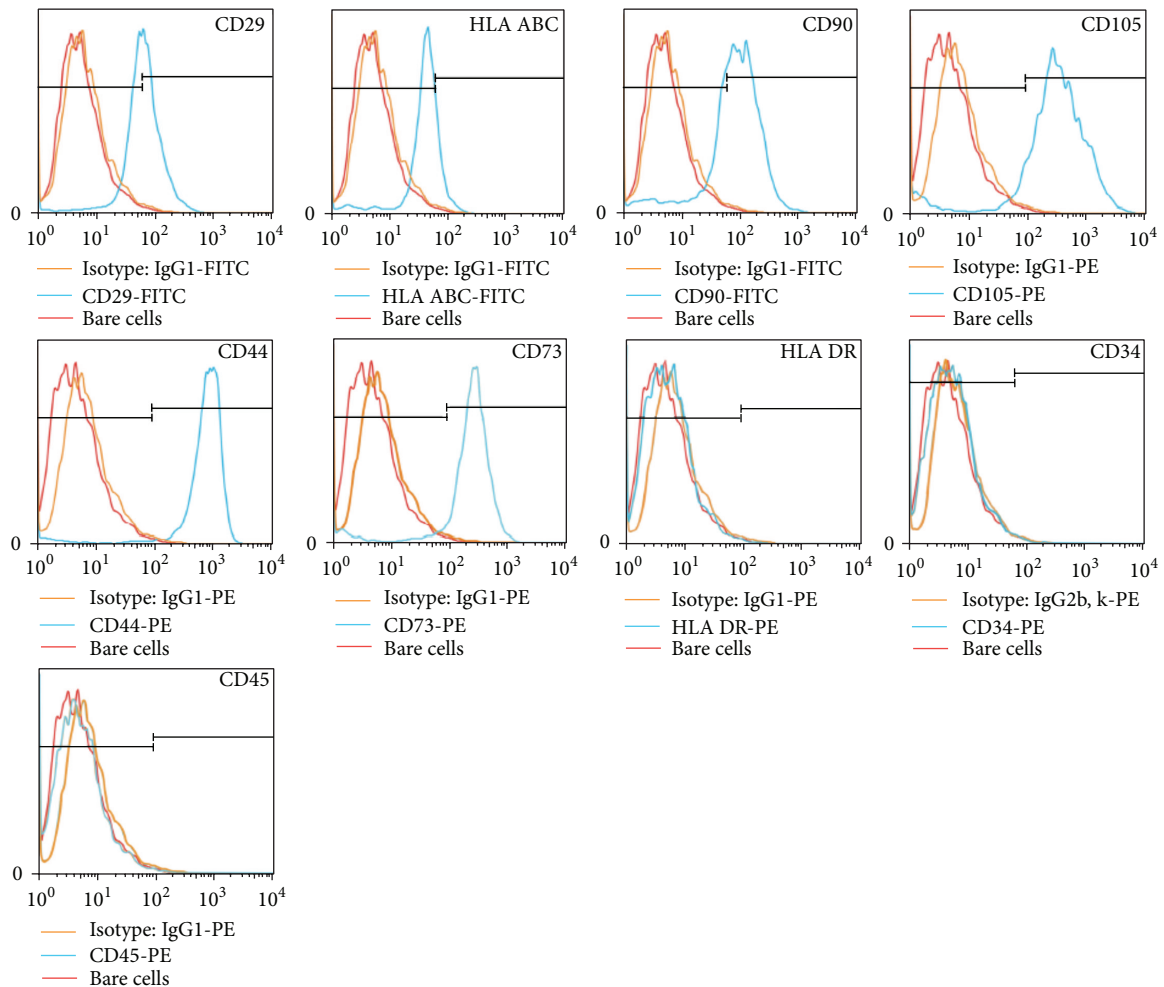 CD29
0
10^0 10^1 10^2 10^3 10^4
Isotype: IgG1-FITC
CD29-FITC
Bare cells
HLA ABC
10^0 10^1 10^2 10^3 10^4
Isotype: IgG1-FITC
HLA ABC-FITC
Bare cells
CD90
0
10^0 10^1 10^2 10^3 10^4
Isotype: IgG1-FITC
CD90-FITC
Bare cells
CD105
0
10^0 10^1 10^2 10^3 10^4
Isotype: IgG1-PE
CD105-PE
Bare cells
CD44
0
10^0 10^1 10^2 10^3 10^4
Isotype: IgG1-PE
CD44-PE
Bare cells
CD73
0
10^0 10^1 10^2 10^3 10^4
Isotype: IgG1-PE
CD73-PE
Bare cells
HLA DR
0
10^0 10^1 10^2 10^3 10^4
Isotype: IgG1-PE
HLA DR-PE
Bare cells
CD34
0
10^0 10^1 10^2 10^3 10^4
Isotype: IgG2b, k-PE
CD34-PE
Bare cells
CD45
0
10^0 10^1 10^2 10^3 10^4
Isotype: IgG1-PE
CD45-PE
Bare cells